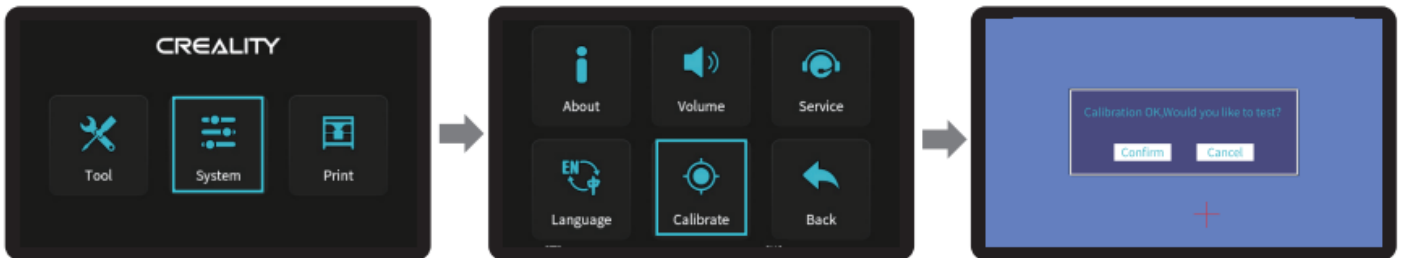 CREALITY
Tool
System
Print
About
Volume
Service
EN
中
Language
Calibrate
Back
Calibration OK,Would you like to test?
Confirm
Cancel